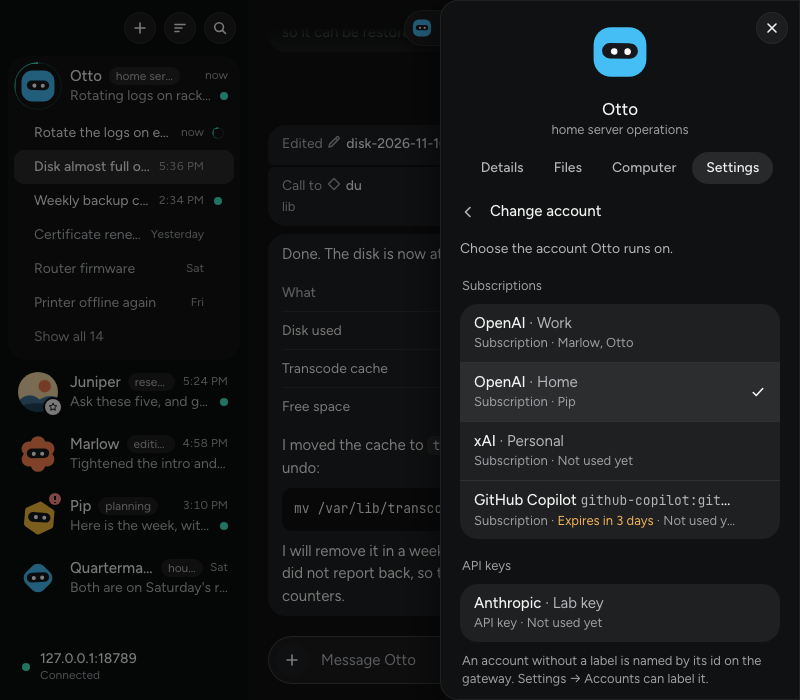 Otto home ser... now
Rotating logs on rack...
Rotate the logs on e... now
Disk almost full o... 5:36 PM
Weekly backup c... 2:34 PM
Certificate rene... Yesterday
Router firmware Sat
Printer offline again Fri
Show all 14
Juniper rese... 5:24 PM
Ask these five, and g...
Marlow editi... 4:58 PM
Tightened the intro and...
Pip planning 3:10 PM
Here is the week, wit...
Quarterma... hou... Sat
Both are on Saturday's r...
127.0.0.1:18789
Connected
so it can be restor
Edited disk-2026-11-1
Call to du
lib
Done. The disk is now at
What
Disk used
Transcode cache
Free space
I moved the cache to
undo:
mv /var/lib/transco
I will remove it in a week
did not report back, so t
counters.
Message Otto
Otto
home server operations
Details Files Computer Settings
Change account
Choose the account Otto runs on.
Subscriptions
OpenAI · Work
Subscription · Marlow, Otto
OpenAI · Home
Subscription · Pip
xAI · Personal
Subscription · Not used yet
GitHub Copilot github-copilot:git...
Subscription · Expires in 3 days · Not used y...
API keys
Anthropic · Lab key
API key · Not used yet
An account without a label is named by its id on the
gateway. Settings → Accounts can label it.